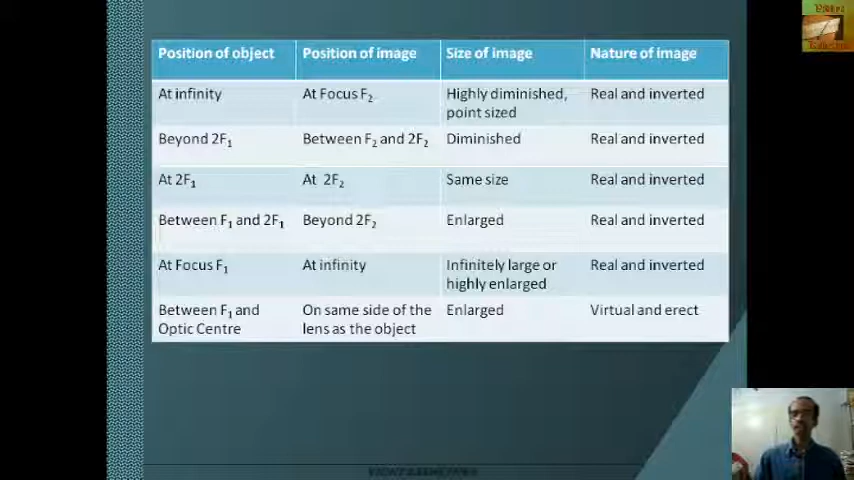 Position of object Position of image Size of image Nature of image
At infinity At Focus F₂ Highly diminished, point sized Real and inverted
Beyond 2F₁ Between F₂ and 2F₂ Diminished Real and inverted
At 2F₁ At 2F₂ Same size Real and inverted
Between F₁ and 2F₁ Beyond 2F₂ Enlarged Real and inverted
At Focus F₁ At infinity Infinitely large or highly enlarged Real and inverted
Between F₁ and Optic Centre On same side of the lens as the object Enlarged Virtual and erect